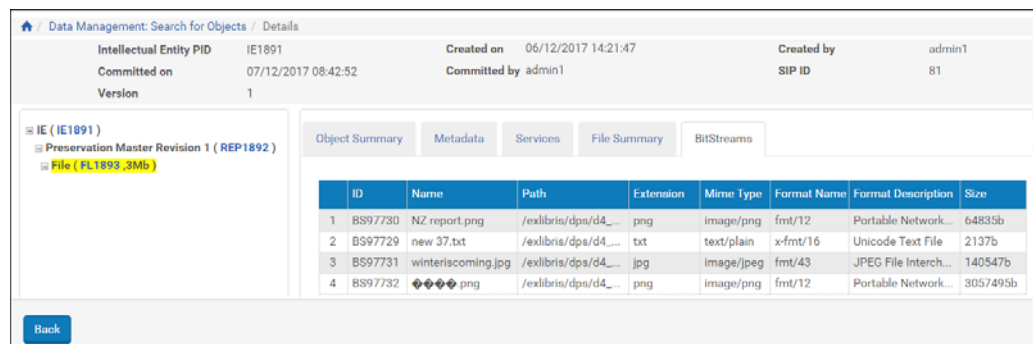 / Data Management: Search for Objects / Details
Intellectual Entity PID IE1891 Created on 06/12/2017 14:21:47 Created by admin1
Committed on 07/12/2017 08:42:52 Committed by admin1 SIP ID 81
Version 1
IE ( IE1891 )
Preservation Master Revision 1 ( REP1892 )
File ( FL1893 ,3Mb )
Object Summary Metadata Services File Summary BitStreams
ID Name Path Extension Mime Type Format Name Format Description Size
1 BS97730 NZ report.png /exlibris/dps/d4_... png image/png fmt/12 Portable Network... 64835b
2 BS97729 new 37.txt /exlibris/dps/d4_... txt text/plain x-fmt/16 Unicode Text File 2137b
3 BS97731 winteriscoming.jpg /exlibris/dps/d4_... jpg image/jpeg fmt/43 JPEG File Interch... 140547b
4 BS97732 ����.png /exlibris/dps/d4_... png image/png fmt/12 Portable Network... 3057495b
Back